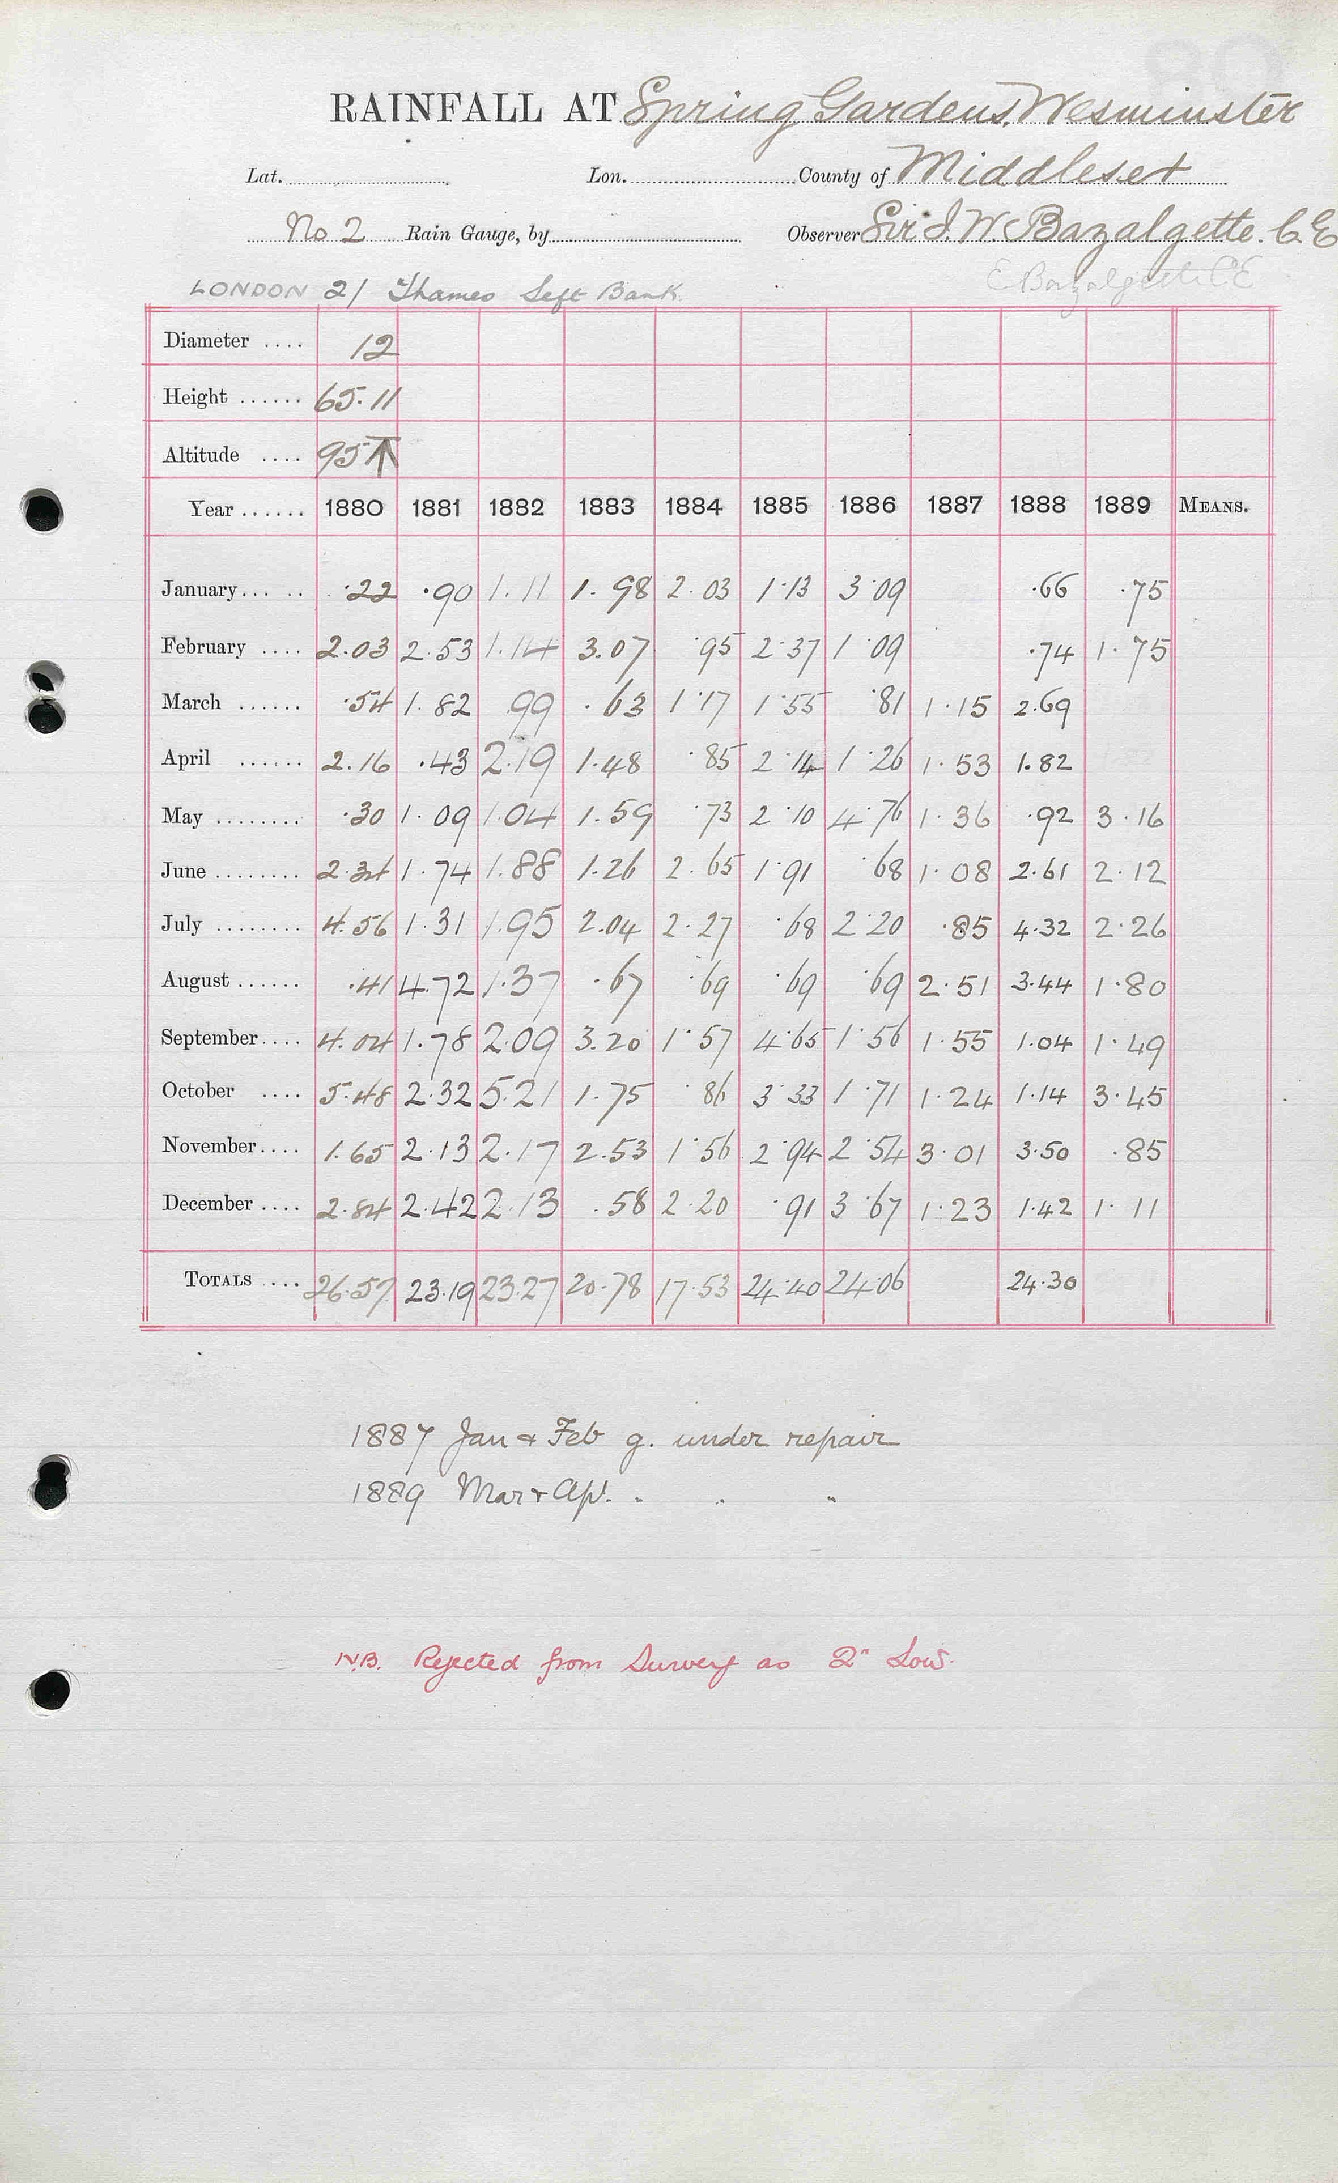 RAINFALL AT Spring Gardens, Wesminster
Lat. Lon. County of Middlesex
No 2 Rain Gauge, by Observer Sir J. W. Bazalgette. C.E
E Bazalgette CE
LONDON 21 Thames Left Bank
Diameter .... 12
Height ...... 65.11
Altitude .... 95 ↑
Year ...... 1880 1881 1882 1883 1884 1885 1886 1887 1888 1889 MEANS.
January... .. .22 .90 1.11 1.98 2.03 1.13 3.09 .66 .75
February .... 2.03 2.53 1.14 3.07 .95 2.37 1.09 .74 1.75
March ...... .54 1.82 .99 .63 1.17 1.55 .81 1.15 2.69
April ...... 2.16 .43 2.19 1.48 .85 2.14 1.26 1.53 1.82
May ........ .30 1.09 1.04 1.59 .73 2.10 4.76 1.36 .92 3.16
June ........ 2.34 1.74 1.88 1.26 2.65 1.91 .68 1.08 2.61 2.12
July ........ 4.56 1.31 1.95 2.04 2.27 .68 2.20 .85 4.32 2.26
August ...... .41 4.72 1.37 .67 .69 .69 .69 2.51 3.44 1.80
September.... 4.04 1.78 2.09 3.20 1.57 4.65 1.56 1.55 1.04 1.49
October .... 5.48 2.32 5.21 1.75 .86 3.33 1.71 1.24 1.14 3.45
November.... 1.65 2.13 2.17 2.53 1.56 2.94 2.54 3.01 3.50 .85
December .... 2.84 2.42 2.13 .58 2.20 .91 3.67 1.23 1.42 1.11
TOTALS .... 26.57 23.19 23.27 20.78 17.53 24.40 24.06 24.30
1887 Jan & Feb g. under repair
1889 Mar & Apl. " " "
N.B. Rejected from Survey as 2" Low.